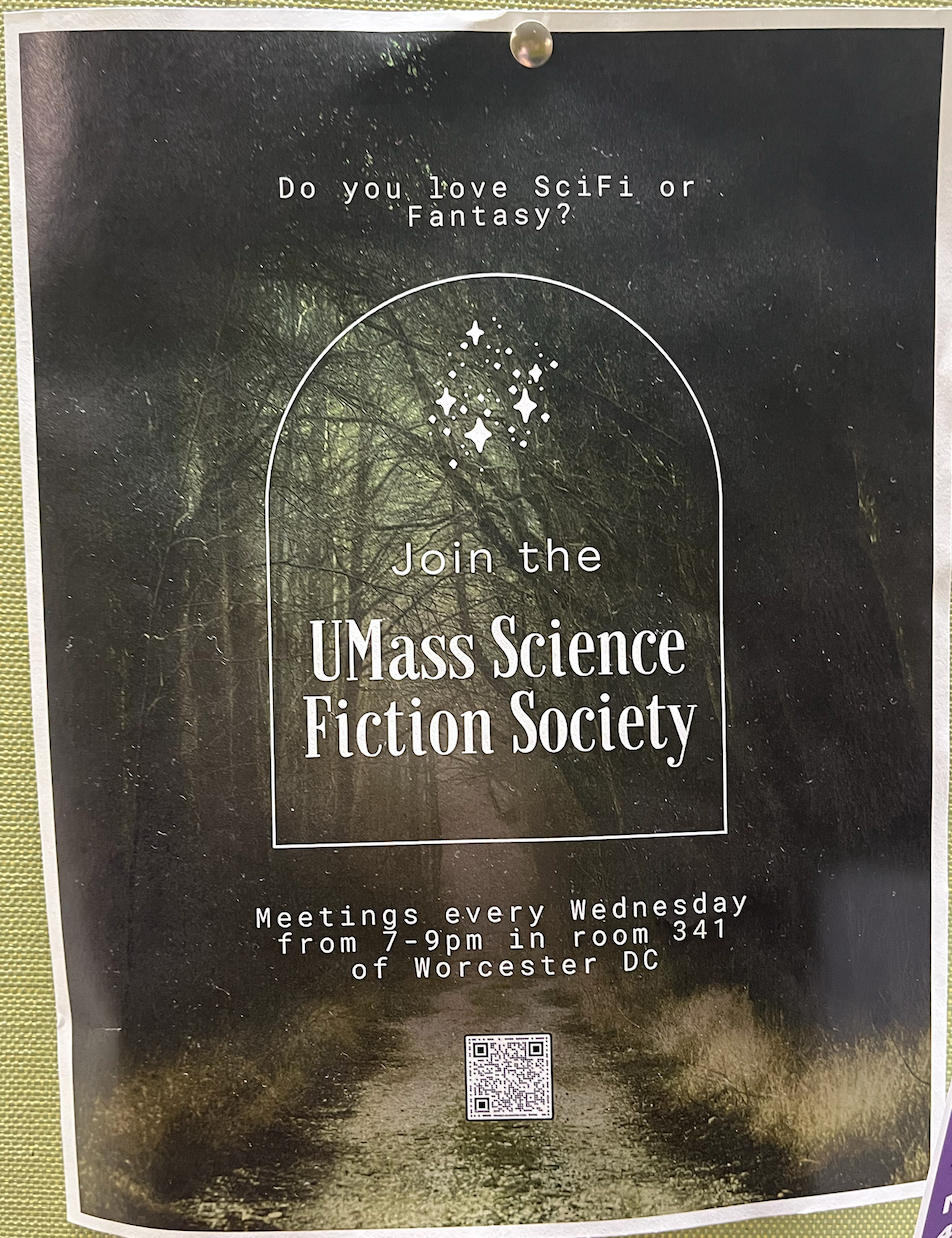 Do you love SciFi or
Fantasy?
Join the
UMass Science
Fiction Society
Meetings every Wednesday
from 7-9pm in room 341
of Worcester DC